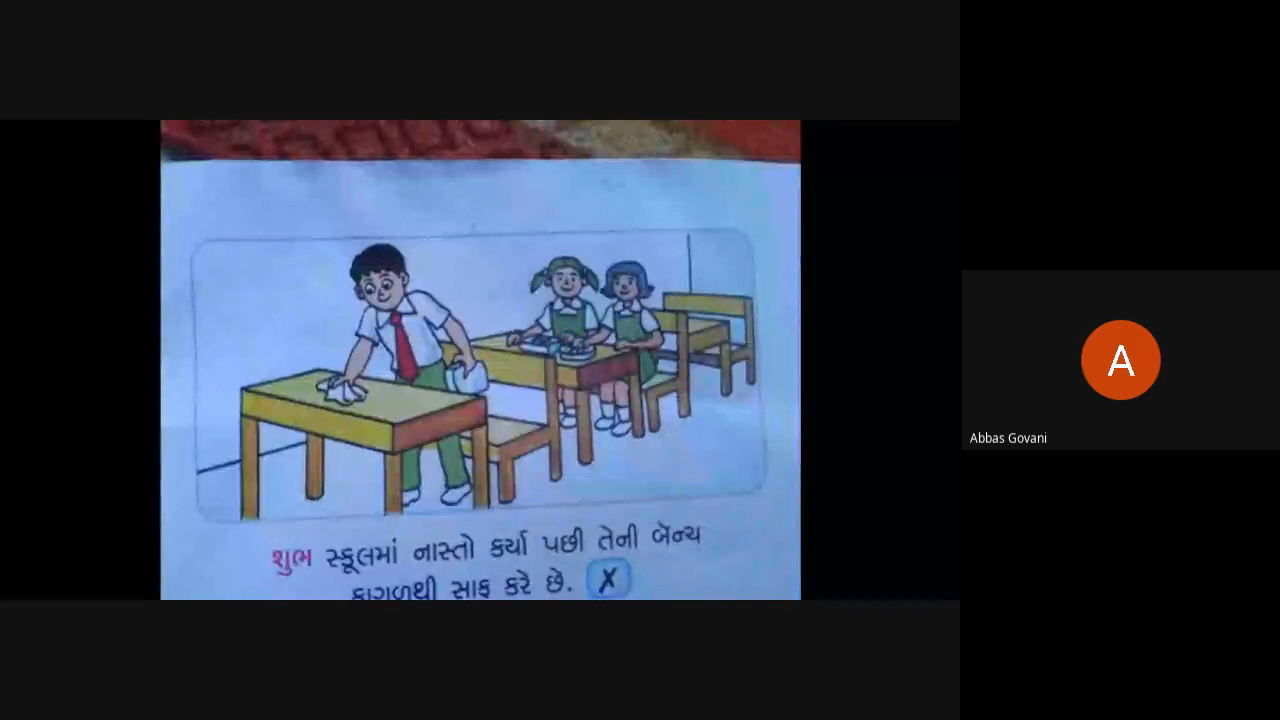 શુભ સ્કૂલમાં નાસ્તો કર્યા પછી તેની બૅન્ચ
કાગળથી સાફ કરે છે. X
A
Abbas Govani